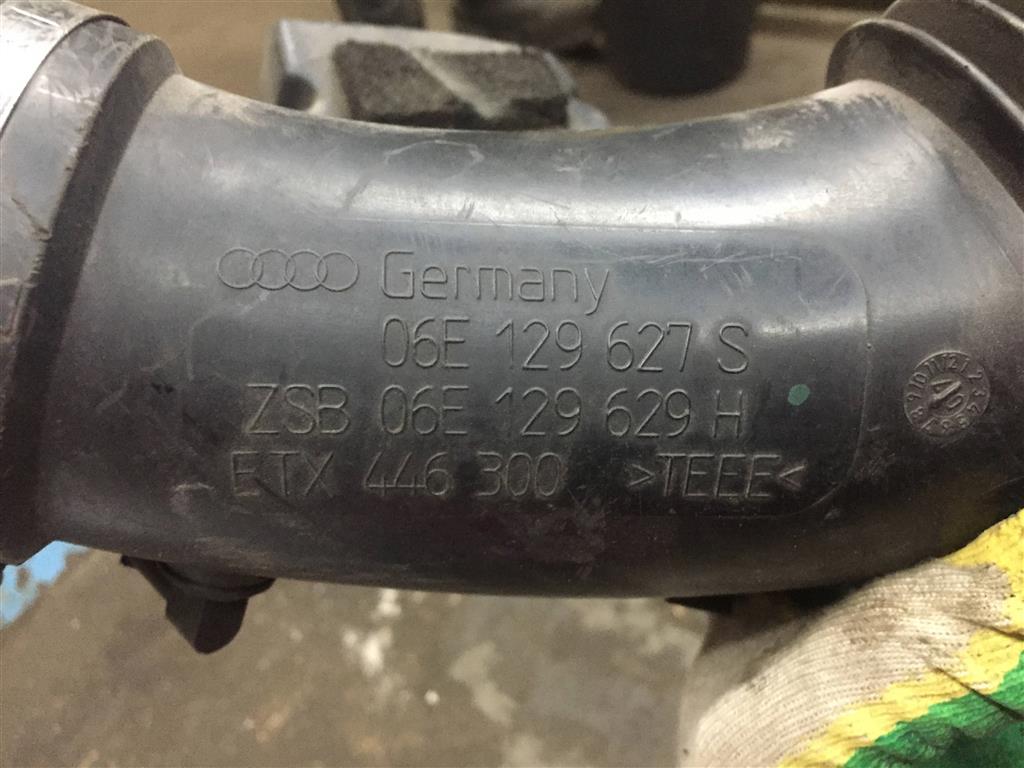 Germany
06E 129 627 S
ZSB 06E 129 629 H
ETX 446 300 >TEEE<